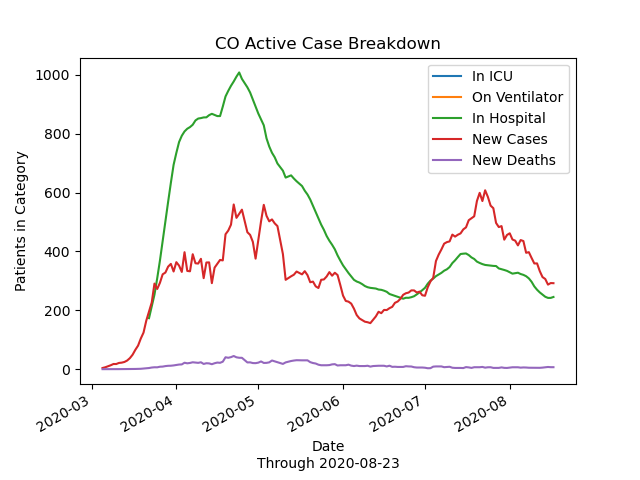 CO Active Case Breakdown
Patients in Category
1000
800
600
400
200
0
In ICU
On Ventilator
In Hospital
New Cases
New Deaths
2020-03
2020-04
2020-05
2020-06
2020-07
2020-08
Date
Through 2020-08-23